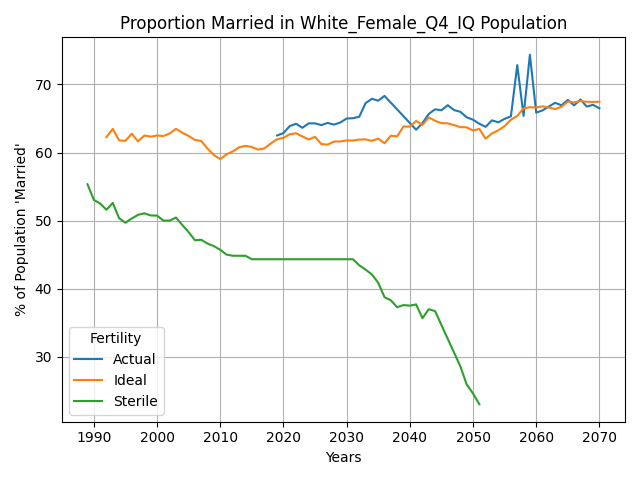 Proportion Married in White_Female_Q4_IQ Population
% of Population 'Married'
70
60
50
40
30
Fertility
Actual
Ideal
Sterile
1990 2000 2010 2020 2030 2040 2050 2060 2070
Years